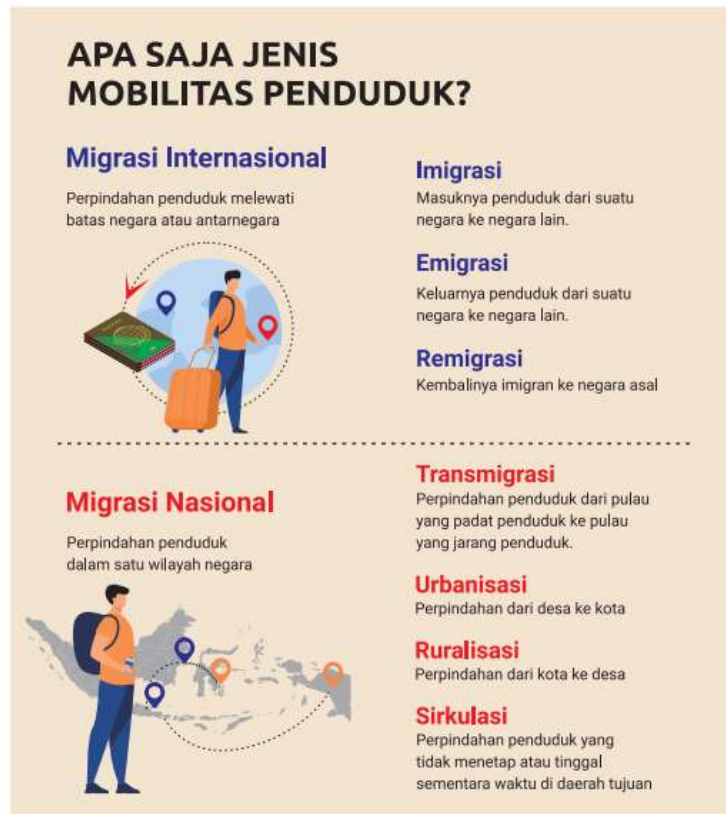 APA SAJA JENIS
MOBILITAS PENDUDUK?
Migrasi Internasional
Perpindahan penduduk melewati
batas negara atau antarnegara
Imigrasi
Masuknya penduduk dari suatu
negara ke negara lain.
Emigrasi
Keluarnya penduduk dari suatu
negara ke negara lain.
Remigrasi
Kembalinya imigran ke negara asal
Migrasi Nasional
Perpindahan penduduk
dalam satu wilayah negara
Transmigrasi
Perpindahan penduduk dari pulau
yang padat penduduk ke pulau
yang jarang penduduk.
Urbanisasi
Perpindahan dari desa ke kota
Ruralisasi
Perpindahan dari kota ke desa
Sirkulasi
Perpindahan penduduk yang
tidak menetap atau tinggal
sementara waktu di daerah tujuan